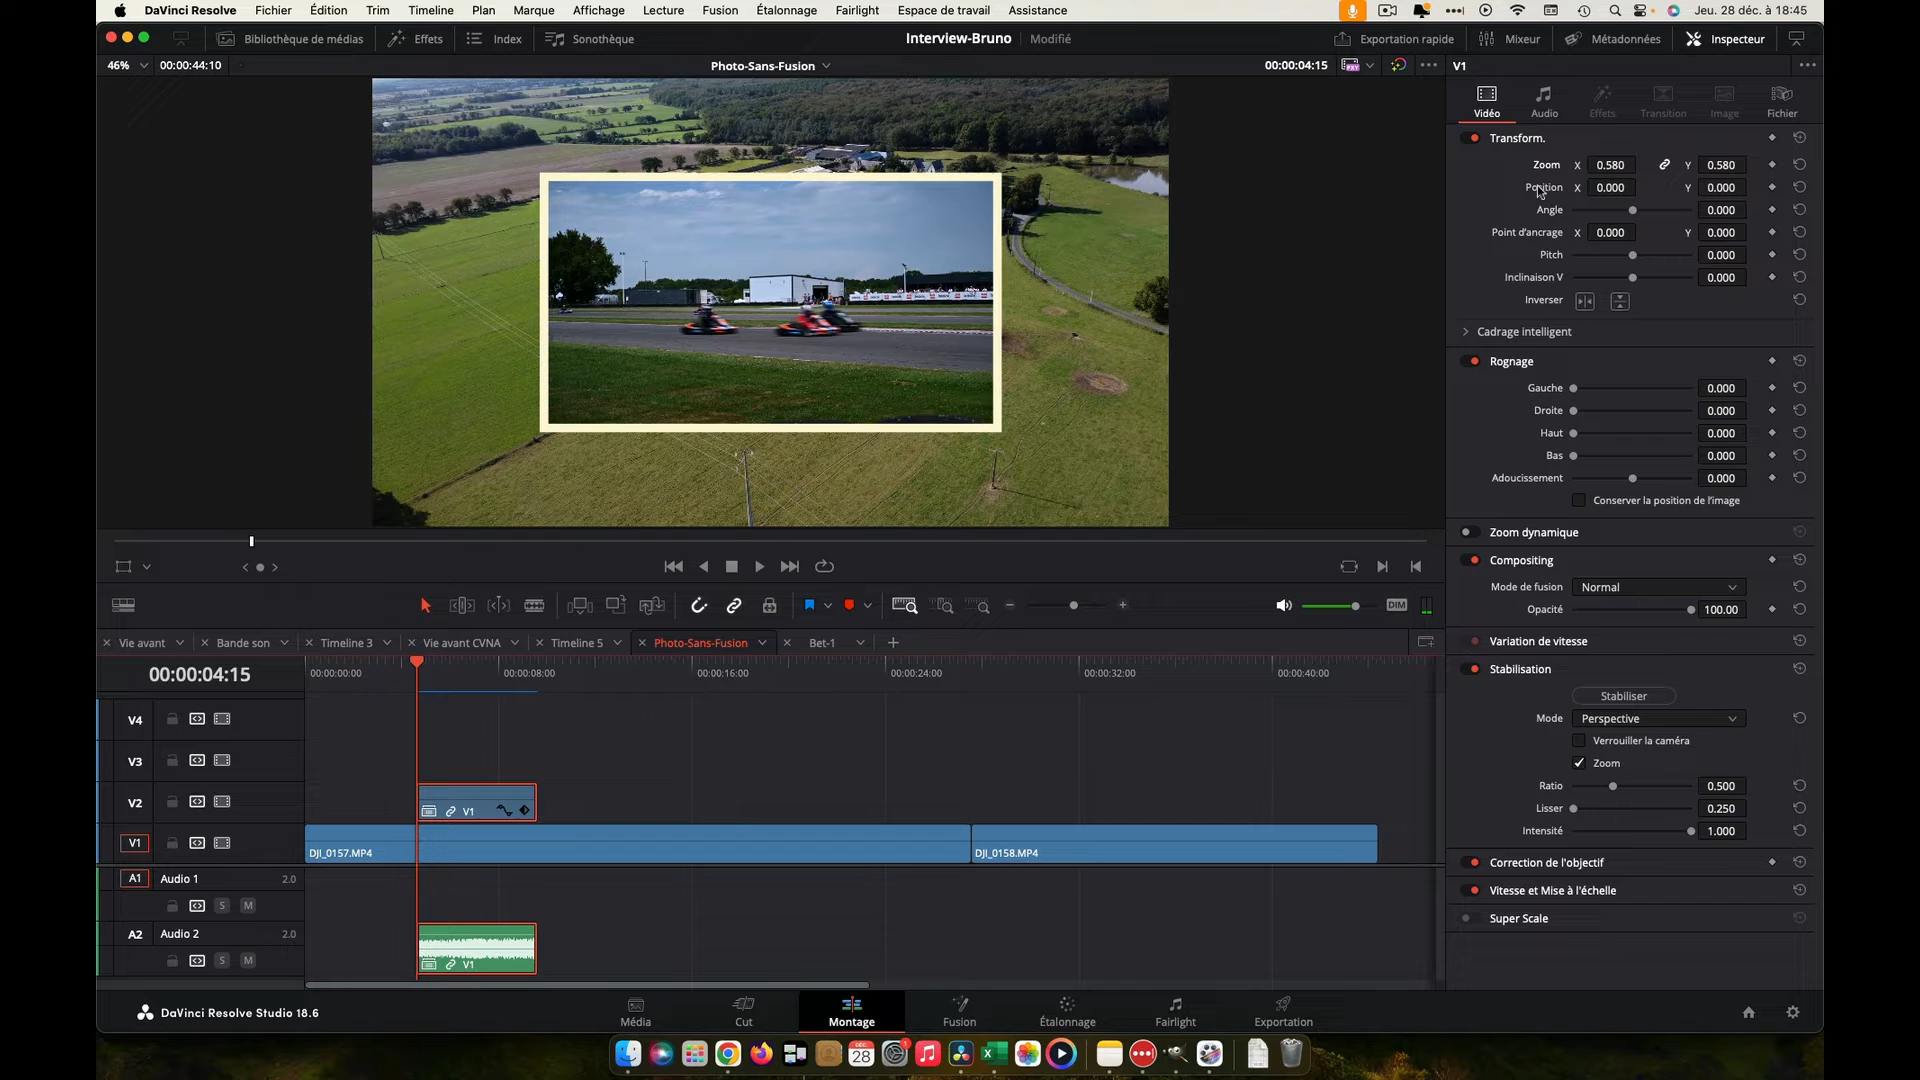 DaVinci Resolve Fichier Édition Trim Timeline Plan Marque Affichage Lecture Fusion Étalonnage Fairlight Espace de travail Assistance Jeu. 28 déc. à 18:45
Bibliothèque de médias Effets Index Sonothèque Interview-Bruno Modifié Exportation rapide Mixeur Métadonnées Inspecteur
46% 00:00:44:10 Photo-Sans-Fusion 00:00:04:15 V1
Vidéo Audio Effets Transition Image Fichier
Transform.
Zoom X 0.580 Y 0.580
Position X 0.000 Y 0.000
Angle 0.000
Point d'ancrage X 0.000 Y 0.000
Pitch 0.000
Inclinaison V 0.000
Inverser
Cadrage intelligent
Rognage
Gauche 0.000
Droite 0.000
Haut 0.000
Bas 0.000
Adoucissement 0.000
Conserver la position de l'image
Zoom dynamique
Compositing
Mode de fusion Normal
Opacité 100.00
Variation de vitesse
Stabilisation
Stabiliser
Mode Perspective
Verrouiller la caméra
Zoom
Ratio 0.500
Lisser 0.250
Intensité 1.000
Correction de l'objectif
Vitesse et Mise à l'échelle
Super Scale
DIM
Vie avant Bande son Timeline 3 Vie avant CVNA Timeline 5 Photo-Sans-Fusion Bet-1
00:00:04:15 00:00:00:00 00:00:08:00 00:00:16:00 00:00:24:00 00:00:32:00 00:00:40:00
V4
V3
V2 V1
V1 DJI_0157.MP4 DJI_0158.MP4
A1 Audio 1 2.0
S M
A2 Audio 2 2.0
S M V1
DaVinci Resolve Studio 18.6 Média Cut Montage Fusion Étalonnage Fairlight Exportation
DÉC. 28